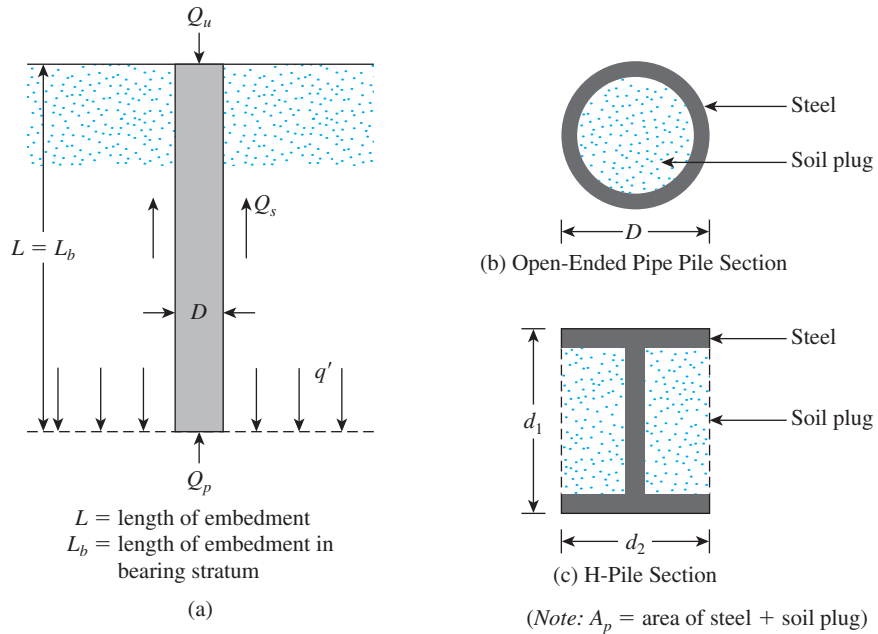 Q_u
Q_s
L = L_b
D
q′
Q_p
L = length of embedment
L_b = length of embedment in
bearing stratum
(a)
Steel
Soil plug
D
(b) Open-Ended Pipe Pile Section
Steel
Soil plug
d_1
d_2
(c) H-Pile Section
(Note: A_p = area of steel + soil plug)